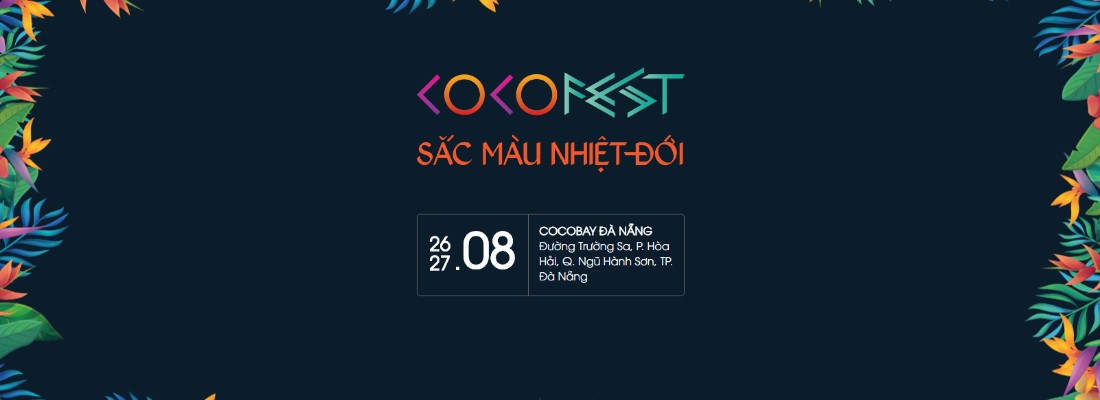 COCOFEST
SẮC MÀU NHIỆT ĐỚI
26
27.08
COCOBAY ĐÀ NẴNG
Đường Trường Sa, P. Hòa
Hải, Q. Ngũ Hành Sơn, TP.
Đà Nẵng